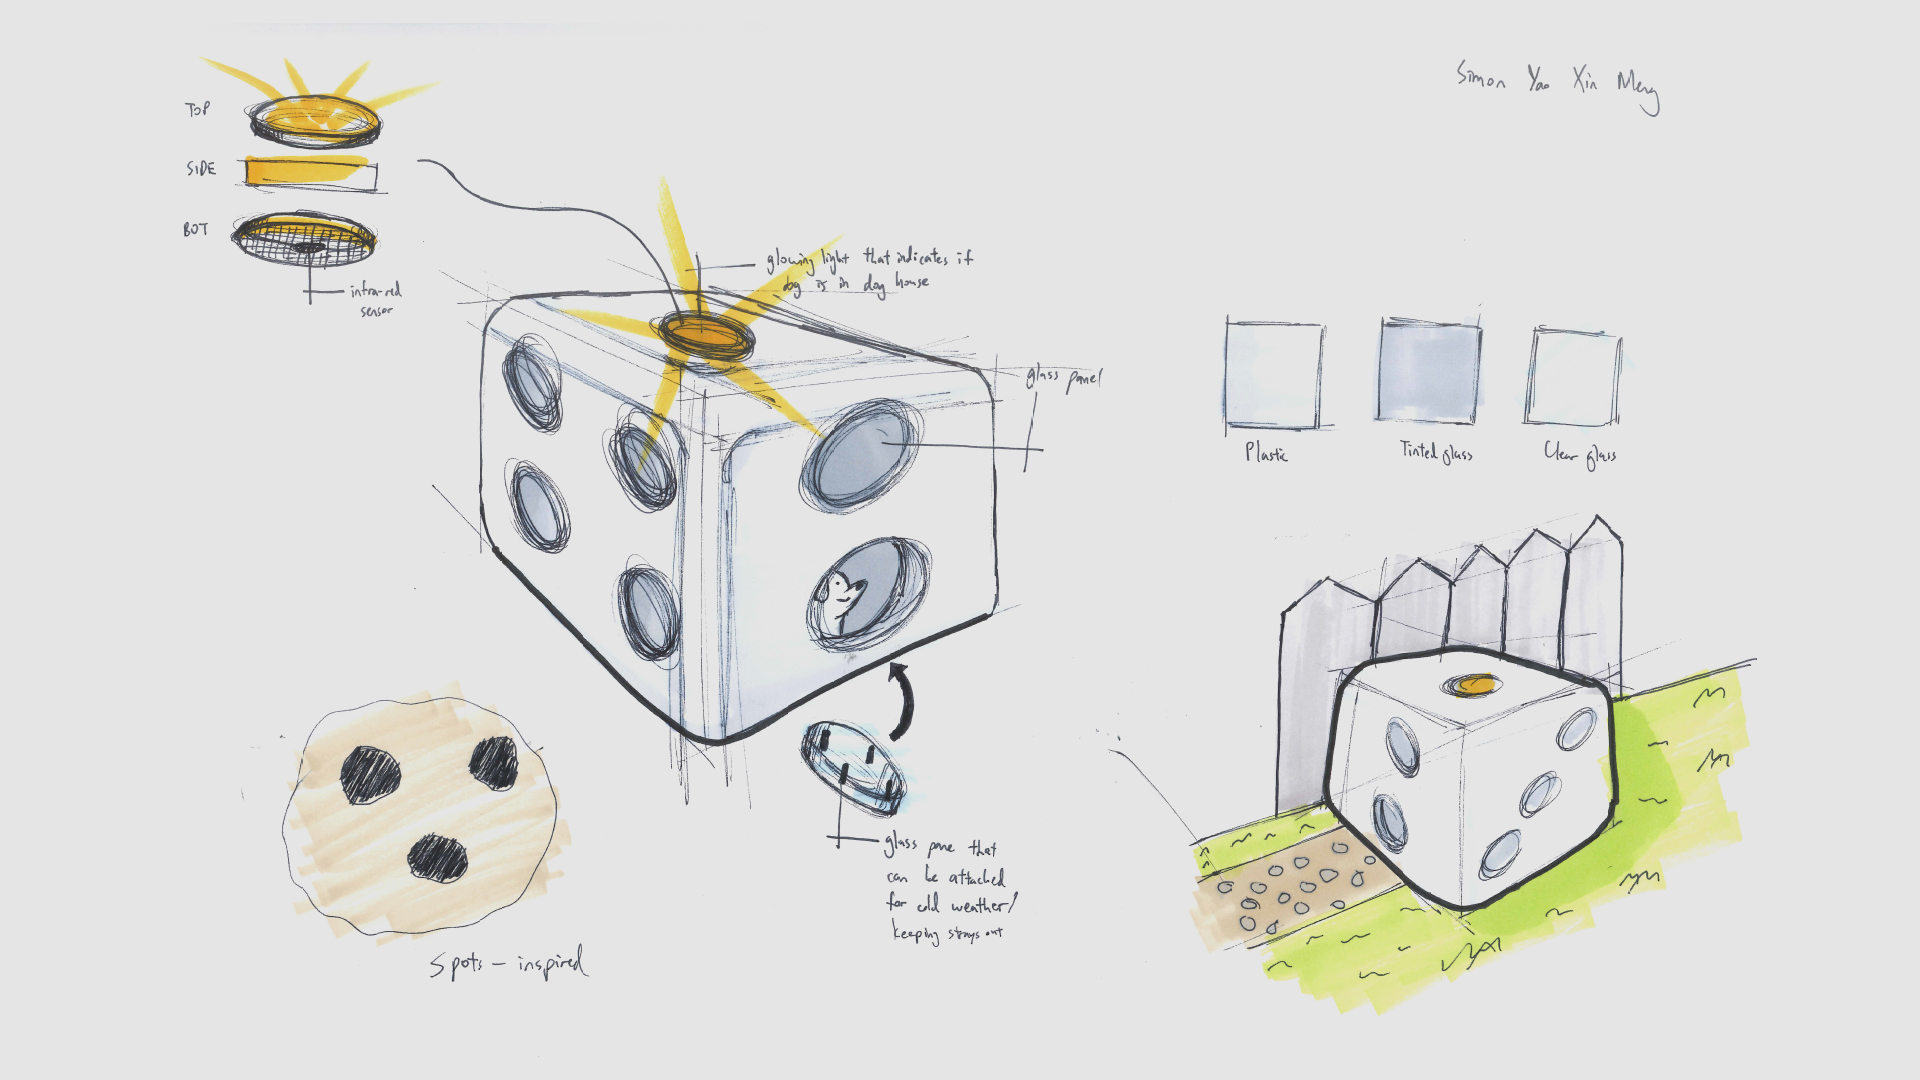 Simon Yao Xin Meng
TOP
SIDE
BOT
infra-red
sensor
glowing light that indicates if
dog is in dog house
glass panel
Plastic
Tinted glass
Clear glass
glass pane that
can be attached
for cold weather/
keeping strays out
Spots - inspired